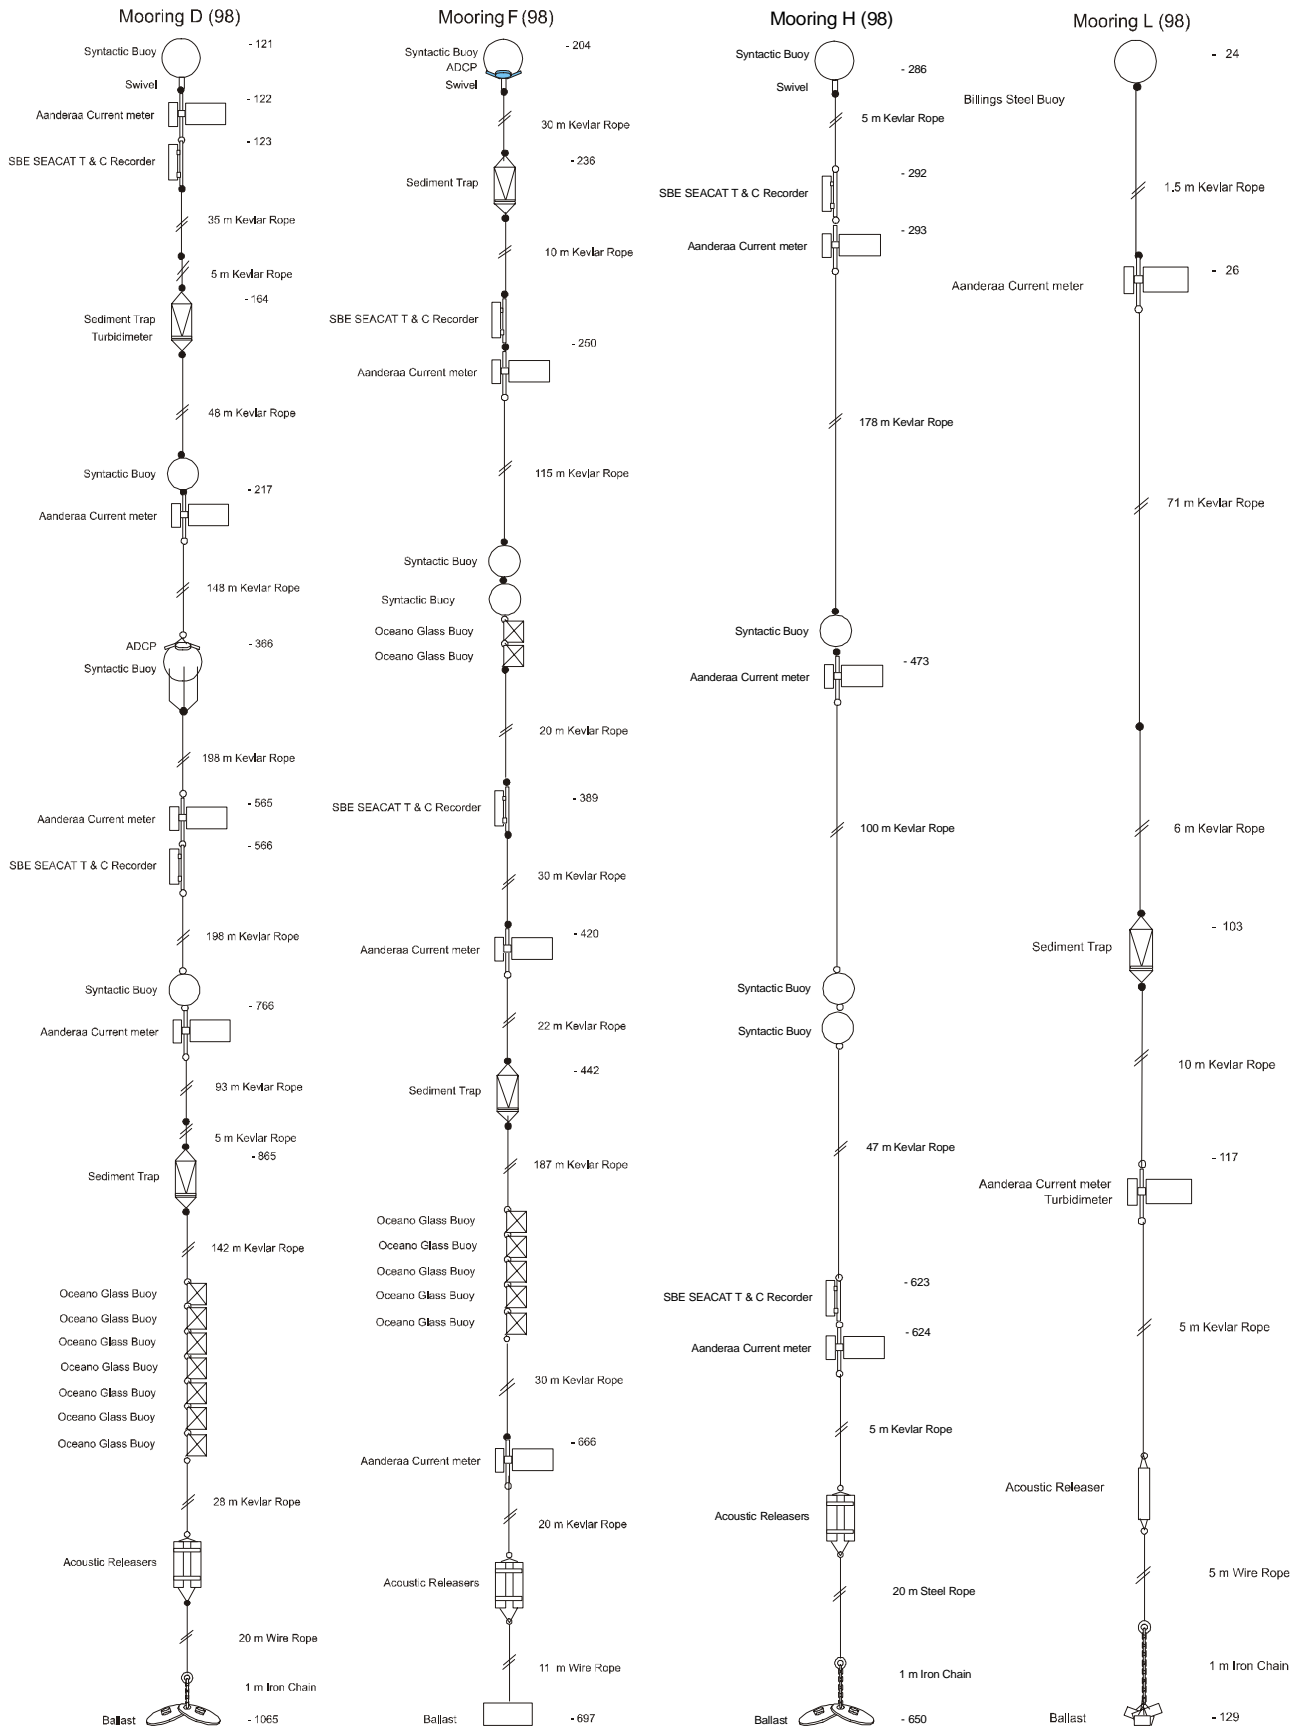 Mooring D (98)
Syntactic Buoy
- 121
Swivel
- 122
Aanderaa Current meter
- 123
SBE SEACAT T & C Recorder
35 m Kevlar Rope
5 m Kevlar Rope
- 164
Sediment Trap
Turbidimeter
48 m Kevlar Rope
Syntactic Buoy
- 217
Aanderaa Current meter
148 m Kevlar Rope
ADCP
- 366
Syntactic Buoy
198 m Kevlar Rope
- 565
Aanderaa Current meter
- 566
SBE SEACAT T & C Recorder
198 m Kevlar Rope
Syntactic Buoy
- 766
Aanderaa Current meter
93 m Kevlar Rope
5 m Kevlar Rope
- 865
Sediment Trap
142 m Kevlar Rope
Oceano Glass Buoy
Oceano Glass Buoy
Oceano Glass Buoy
Oceano Glass Buoy
Oceano Glass Buoy
Oceano Glass Buoy
Oceano Glass Buoy
28 m Kevlar Rope
Acoustic Releasers
20 m Wire Rope
1 m Iron Chain
Ballast
- 1065
Mooring F (98)
- 204
Syntactic Buoy
ADCP
Swivel
30 m Kevlar Rope
- 236
Sediment Trap
10 m Kevlar Rope
SBE SEACAT T & C Recorder
- 250
Aanderaa Current meter
115 m Kevlar Rope
Syntactic Buoy
Syntactic Buoy
Oceano Glass Buoy
Oceano Glass Buoy
20 m Kevlar Rope
- 389
SBE SEACAT T & C Recorder
30 m Kevlar Rope
- 420
Aanderaa Current meter
22 m Kevlar Rope
- 442
Sediment Trap
187 m Kevlar Rope
Oceano Glass Buoy
Oceano Glass Buoy
Oceano Glass Buoy
Oceano Glass Buoy
Oceano Glass Buoy
30 m Kevlar Rope
- 666
Aanderaa Current meter
20 m Kevlar Rope
Acoustic Releasers
11 m Wire Rope
Ballast
- 697
Mooring H (98)
Syntactic Buoy
- 286
Swivel
5 m Kevlar Rope
- 292
SBE SEACAT T & C Recorder
- 293
Aanderaa Current meter
178 m Kevlar Rope
Syntactic Buoy
- 473
Aanderaa Current meter
100 m Kevlar Rope
Syntactic Buoy
Syntactic Buoy
47 m Kevlar Rope
- 623
SBE SEACAT T & C Recorder
- 624
Aanderaa Current meter
5 m Kevlar Rope
Acoustic Releasers
20 m Steel Rope
1 m Iron Chain
Ballast
- 650
Mooring L (98)
- 24
Billings Steel Buoy
1.5 m Kevlar Rope
- 26
Aanderaa Current meter
71 m Kevlar Rope
6 m Kevlar Rope
- 103
Sediment Trap
10 m Kevlar Rope
- 117
Aanderaa Current meter
Turbidimeter
5 m Kevlar Rope
Acoustic Releaser
5 m Wire Rope
1 m Iron Chain
Ballast
- 129